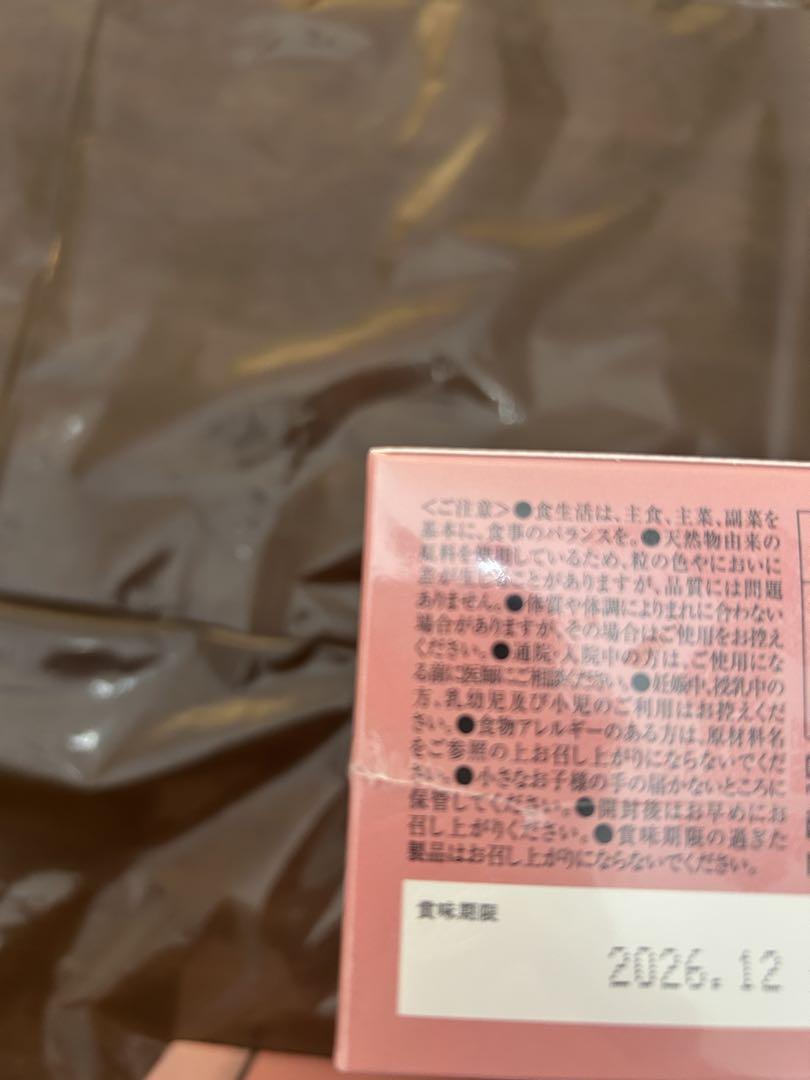 <ご注意>●食生活は、主食、主菜、副菜を
基本に、食事のバランスを。●天然物由来の
原料を使用しているため、粒の色やにおいに
差が生じることがありますが、品質には問題
ありません。●体質や体調によりまれに合わない
場合がありますが、その場合はご使用をお控え
ください。●通院・入院中の方は、ご使用にな
る前に医師にご相談ください。●妊娠中、授乳中の
方、乳幼児及び小児のご利用はお控えくだ
さい。●食物アレルギーのある方は、原材料名
をご参照の上お召し上がりにならないでくだ
さい。●小さなお子様の手の届かないところに
保管してください。●開封後はお早めにお
召し上がりください。●賞味期限の過ぎた
製品はお召し上がりにならないでください。
賞味期限
2026.12